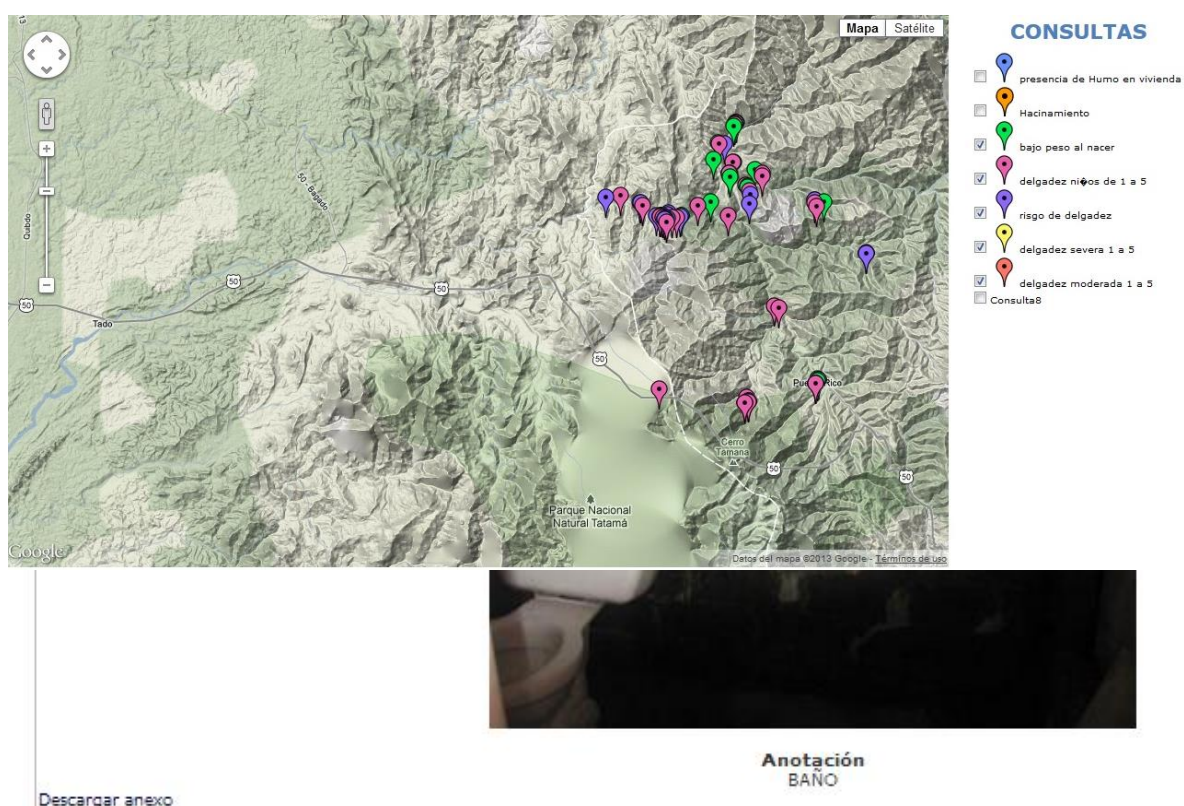 Mapa
Satélite
CONSULTAS
presencia de Humo en vivienda
Hacinamiento
bajo peso al nacer
delgadez ni�os de 1 a 5
risgo de delgadez
delgadez severa 1 a 5
delgadez moderada 1 a 5
Consulta8
13
50 - Bagado
Quibdo
50
50
50
Tado
50
Cerro
Tamana
50
50
Parque Nacional
Natural Tatamá
Google
Datos del mapa ©2013 Google - Términos de uso
Anotación
BAÑO
Descargar anexo